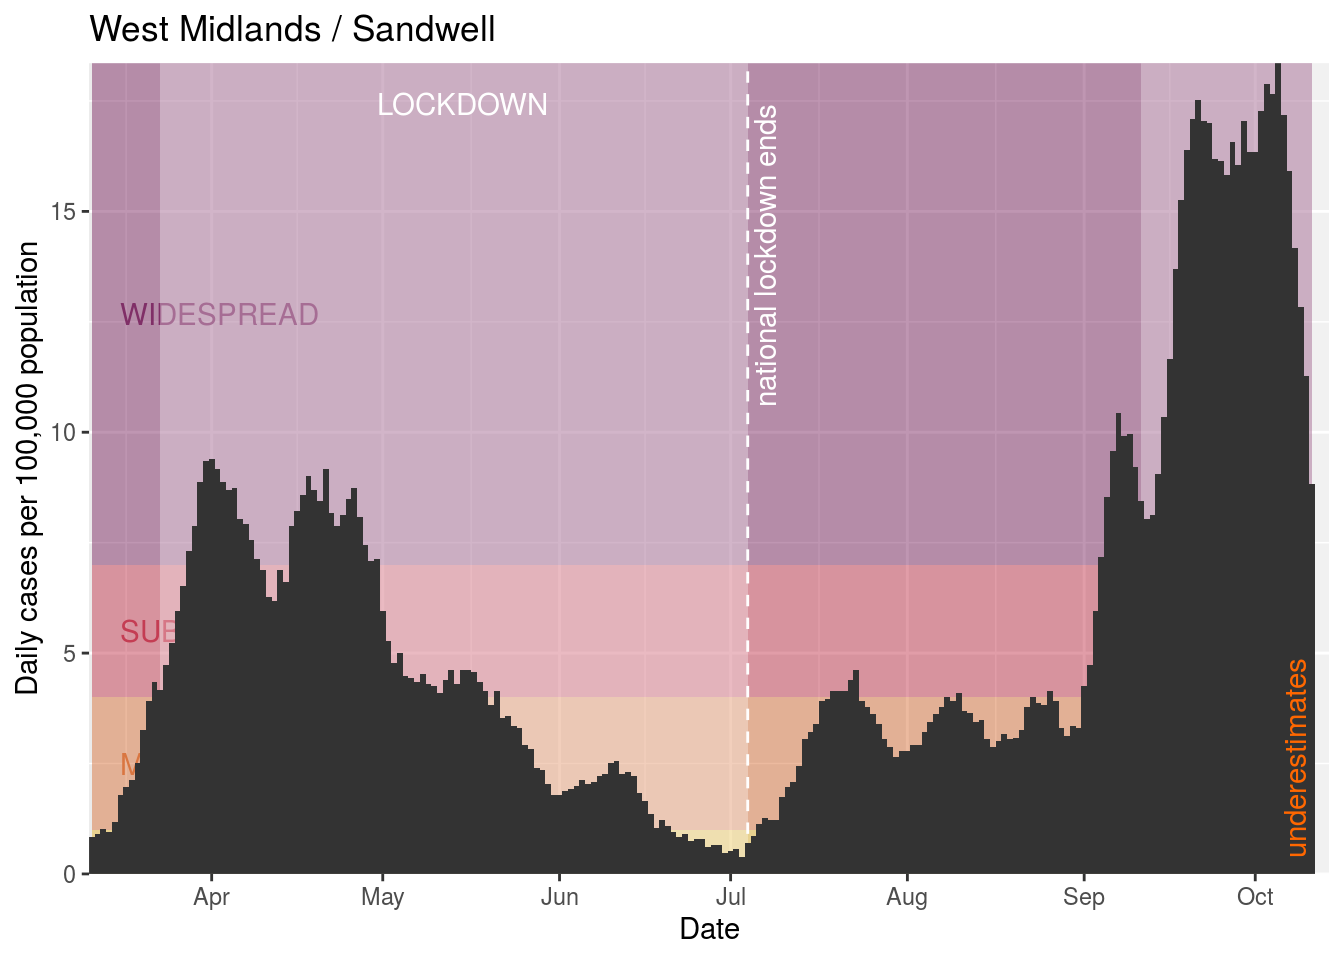 West Midlands / Sandwell
LOCKDOWN
national lockdown ends
WIDESPREAD
underestimates
Daily cases per 100,000 population
15
10
5
0
Apr May Jun Jul Aug Sep Oct
Date